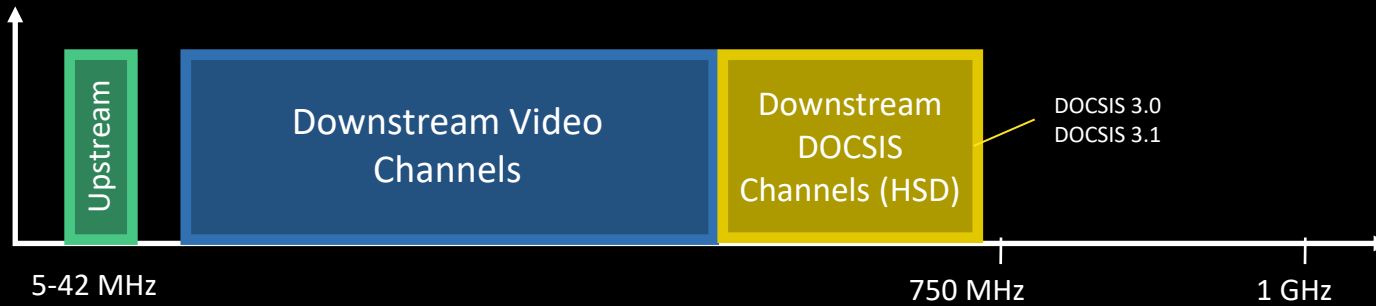 Upstream
Downstream Video
Channels
Downstream
DOCSIS
Channels (HSD)
DOCSIS 3.0
DOCSIS 3.1
5-42 MHz
750 MHz
1 GHz